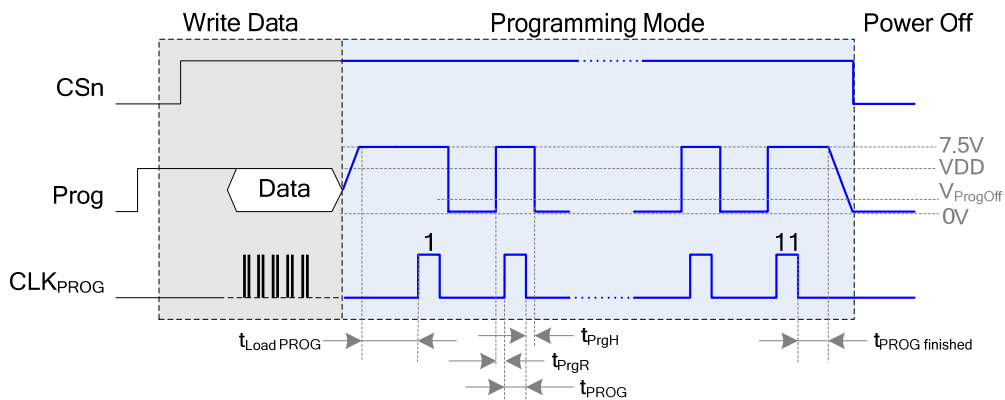 Write Data Programming Mode Power Off
CSn
7.5V
VDD
Prog Data
VProgOff
0V
1 11
CLKPROG
tLoad PROG tPrgH tPROG finished
tPrgR
tPROG